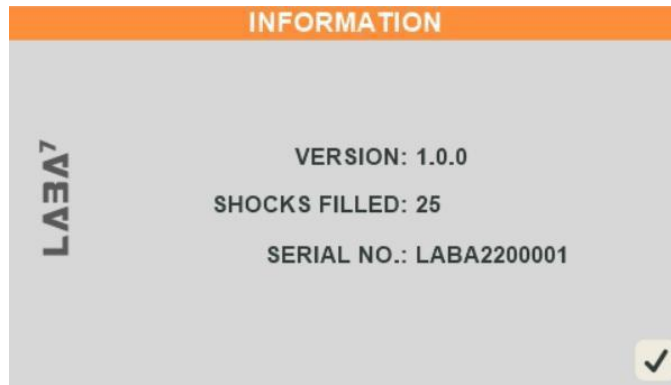 INFORMATION
LABA7
VERSION: 1.0.0
SHOCKS FILLED: 25
SERIAL NO.: LABA2200001